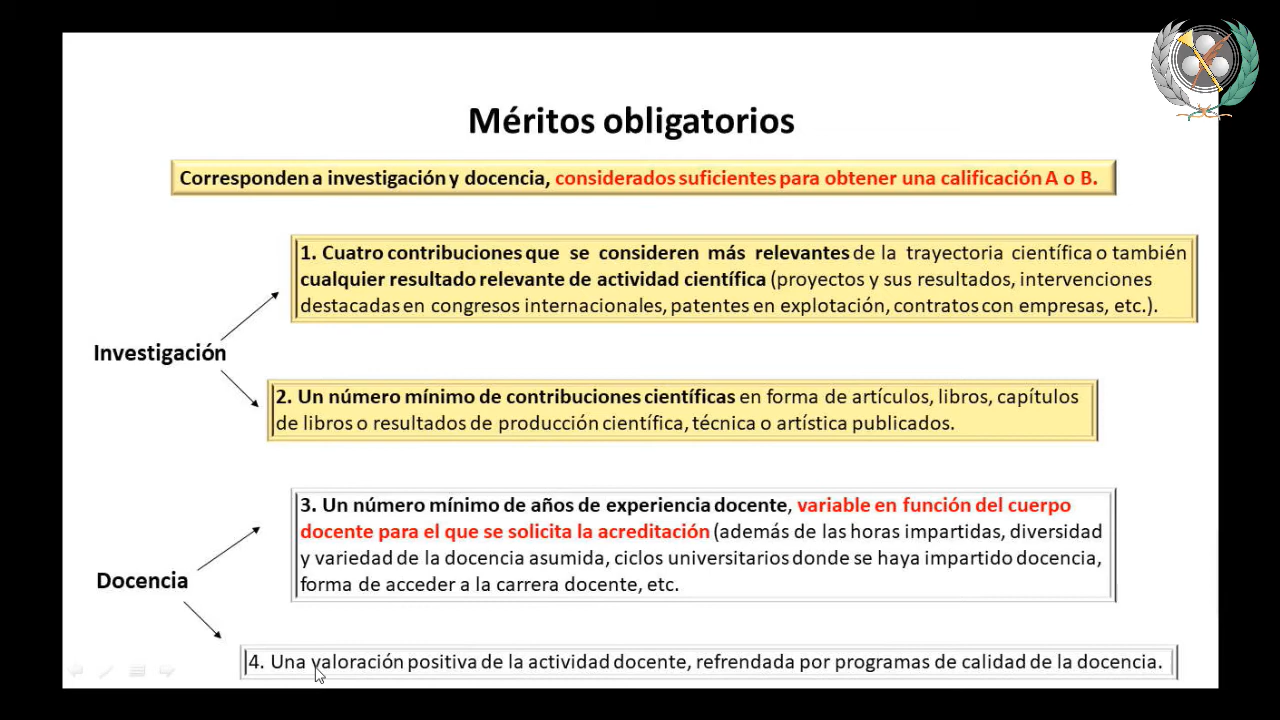 Méritos obligatorios
Corresponden a investigación y docencia, considerados suficientes para obtener una calificación A o B.
1. Cuatro contribuciones que se consideren más relevantes de la trayectoria científica o también
cualquier resultado relevante de actividad científica (proyectos y sus resultados, intervenciones
destacadas en congresos internacionales, patentes en explotación, contratos con empresas, etc.).
Investigación
2. Un número mínimo de contribuciones científicas en forma de artículos, libros, capítulos
de libros o resultados de producción científica, técnica o artística publicados.
3. Un número mínimo de años de experiencia docente, variable en función del cuerpo
docente para el que se solicita la acreditación (además de las horas impartidas, diversidad
y variedad de la docencia asumida, ciclos universitarios donde se haya impartido docencia,
forma de acceder a la carrera docente, etc.
Docencia
4. Una valoración positiva de la actividad docente, refrendada por programas de calidad de la docencia.